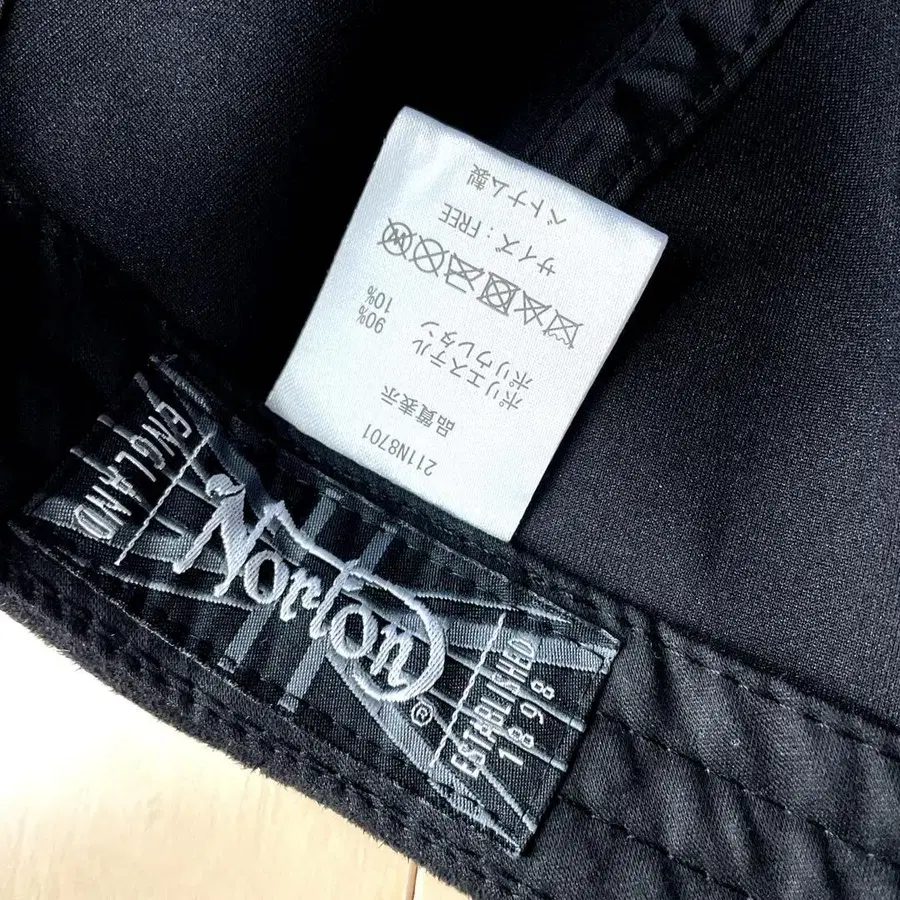 211N8701
品質表示
ポリエステル 90%
ポリウレタン 10%
サイズ：FREE
ベトナム製
ENGLAND
Norton®
ESTABLISHED
1898